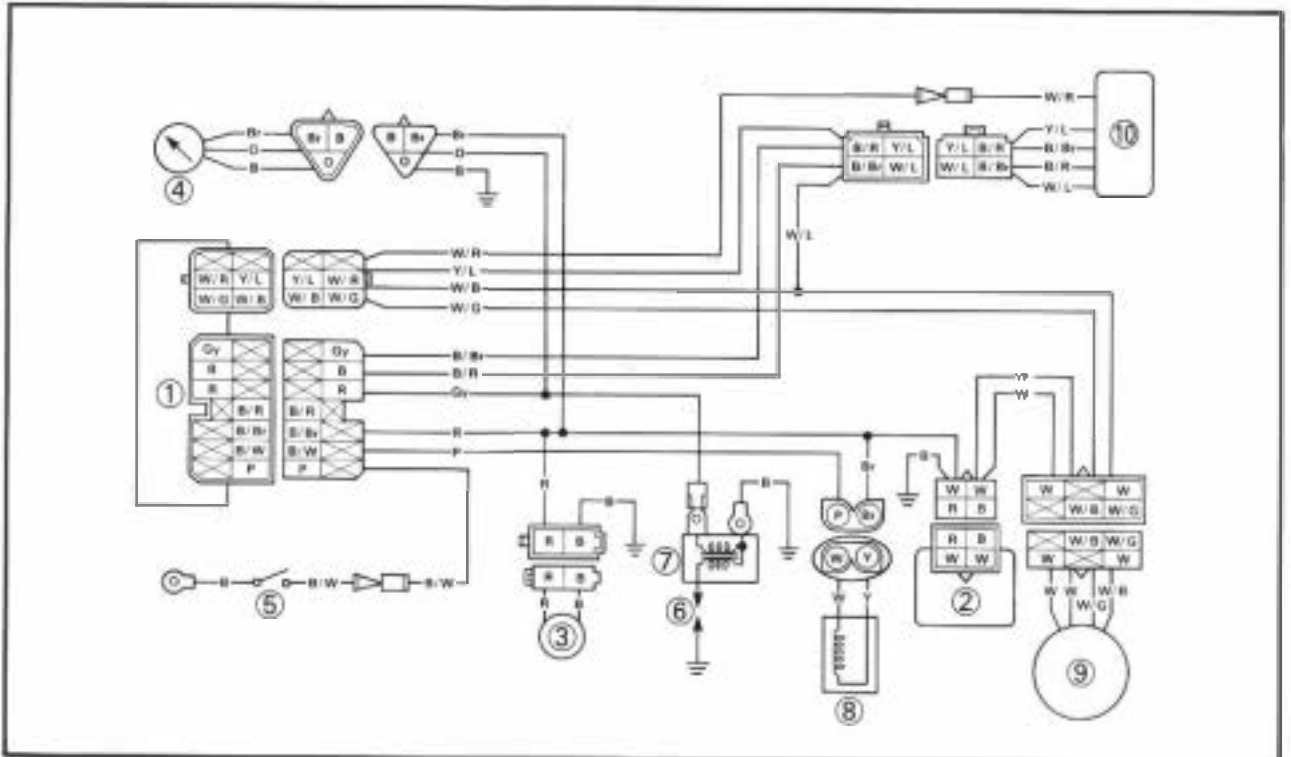 W/R
Br
O
B
Br B
O
B Br
O
Br
O
B
④
B/R Y/L
B/Br W/L
Y/L B/R
W/L B/Br
Y/L
B/Br
B/R
W/L
⑩
W/L
W/R Y/L
W/G W/B
Y/L W/R
W/B W/G
W/R
Y/L
W/B
W/G
①
Gy
B
R
B/R
B/Br
B/W
P
Gy
B
R
B/R
B/Br
B/W
P
B/Br
B/R
Gy
R
P
R
B
B
Br
B
W
W W
R B
R B
W W
②
W W
W/B W/G
W/B W/G
W W
W W W/B
W/G
⑨
R B
R B
R B
③
⑦
⑥
P Br
W Y
W Y
⑧
B
B/W
B/W
⑤